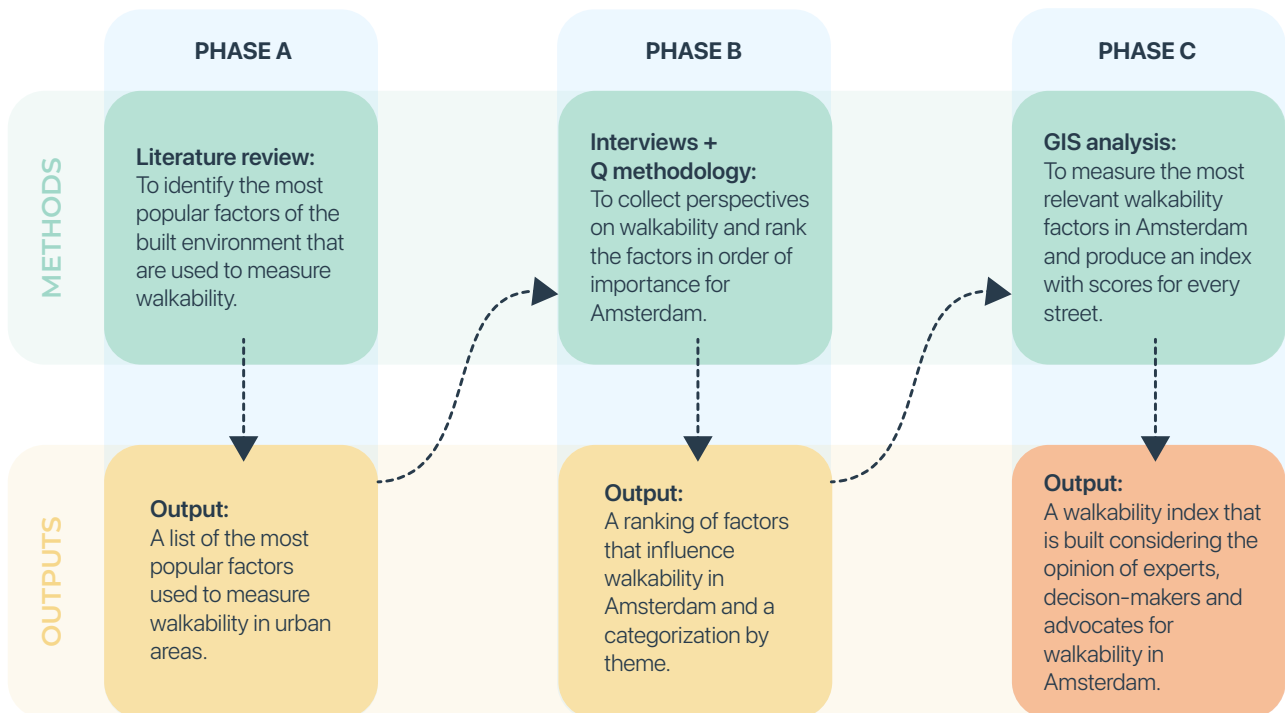 PHASE A
PHASE B
PHASE C
METHODS
Literature review:
To identify the most
popular factors of the
built environment that
are used to measure
walkability.
Interviews +
Q methodology:
To collect perspectives
on walkability and rank
the factors in order of
importance for
Amsterdam.
GIS analysis:
To measure the most
relevant walkability
factors in Amsterdam
and produce an index
with scores for every
street.
OUTPUTS
Output:
A list of the most
popular factors
used to measure
walkability in urban
areas.
Output:
A ranking of factors
that influence
walkability in
Amsterdam and a
categorization by
theme.
Output:
A walkability index that
is built considering the
opinion of experts,
decison-makers and
advocates for
walkability in
Amsterdam.